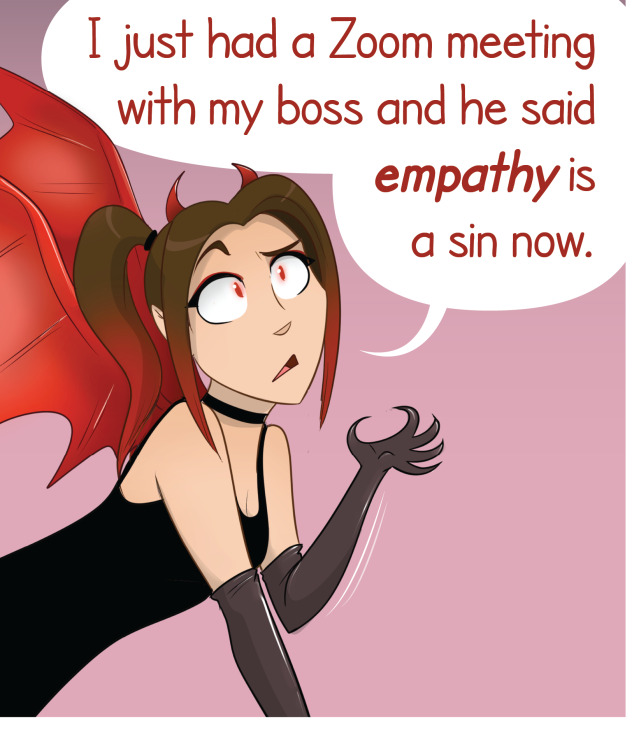 I just had a Zoom meeting
with my boss and he said
empathy is
a sin now.